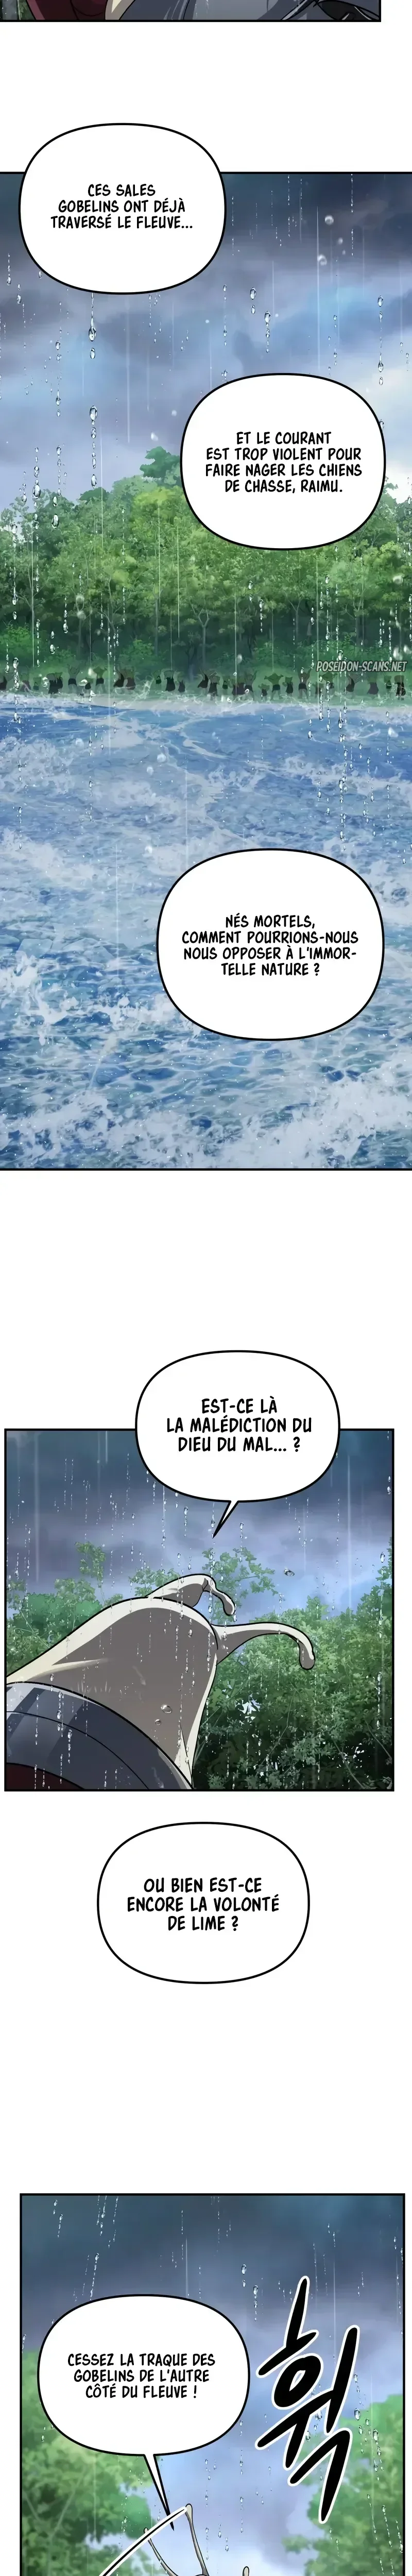 CES SALES
GOBELINS ONT DÉJÀ
TRAVERSÉ LE FLEUVE...
ET LE COURANT
EST TROP VIOLENT POUR
FAIRE NAGER LES CHIENS
DE CHASSE, RAIMU.
ROSEIDON-SCANS.NET
NÉS MORTELS,
COMMENT POURRIONS-NOUS
NOUS OPPOSER À L'IMMOR-
TELLE NATURE ?
EST-CE LÀ
LA MALÉDICTION DU
DIEU DU MAL... ?
OU BIEN EST-CE
ENCORE LA VOLONTÉ
DE LIME ?
휙
CESSEZ LA TRAQUE DES
GOBELINS DE L'AUTRE
CÔTÉ DU FLEUVE !